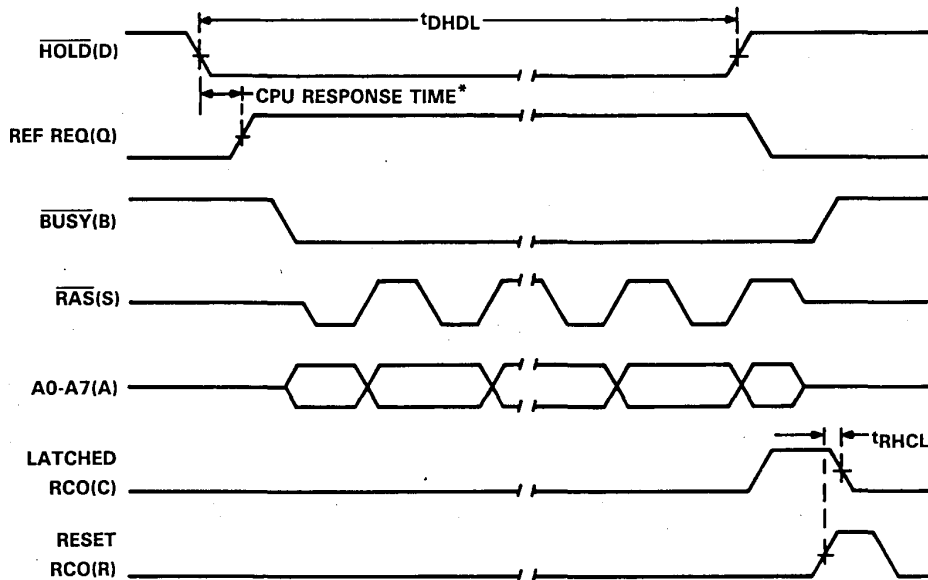 tDHDL
HOLD(D)
CPU RESPONSE TIME*
REF REQ(Q)
BUSY(B)
RAS(S)
A0-A7(A)
tRHCL
LATCHED
RCO(C)
RESET
RCO(R)